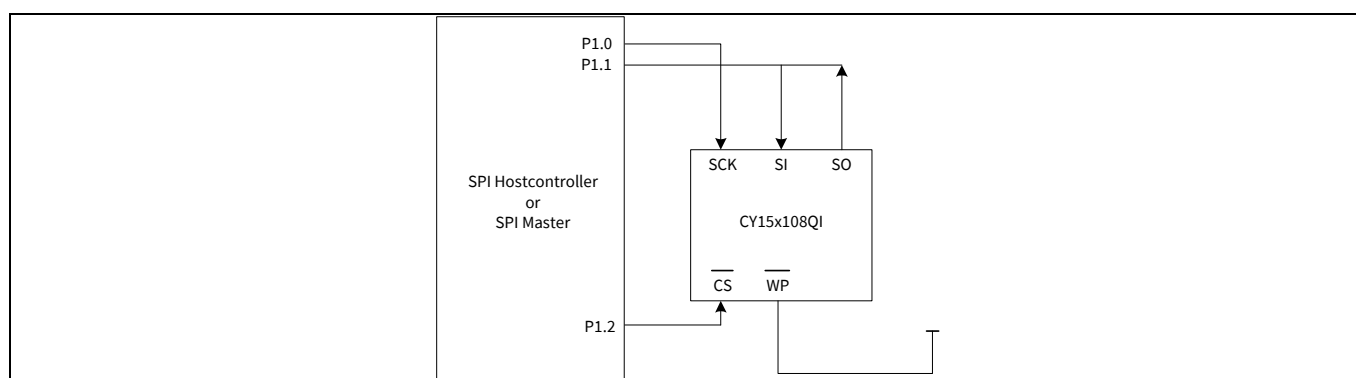 P1.0
P1.1
SCK SI SO
SPI Hostcontroller
or
SPI Master
CY15x108QI
CS WP
P1.2